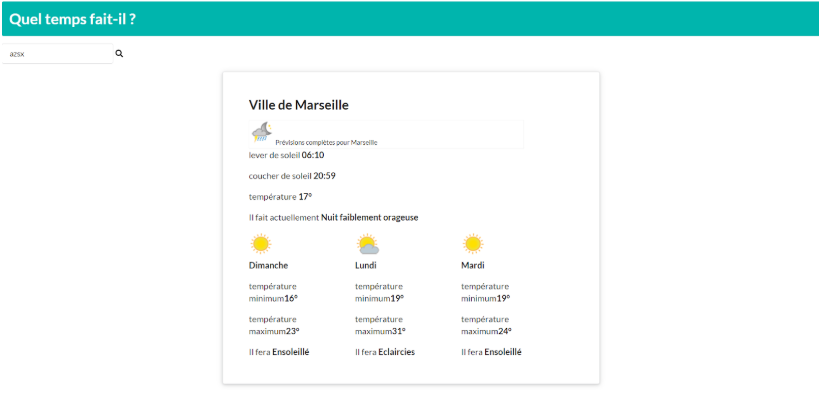 Quel temps fait-il ?
azsx
Ville de Marseille
Prévisions complètes pour Marseille
lever de soleil 06:10
coucher de soleil 20:59
température 17°
Il fait actuellement Nuit faiblement orageuse
Dimanche
température
minimum16°
température
maximum23°
Il fera Ensoleillé
Lundi
température
minimum19°
température
maximum31°
Il fera Eclaircies
Mardi
température
minimum19°
température
maximum24°
Il fera Ensoleillé